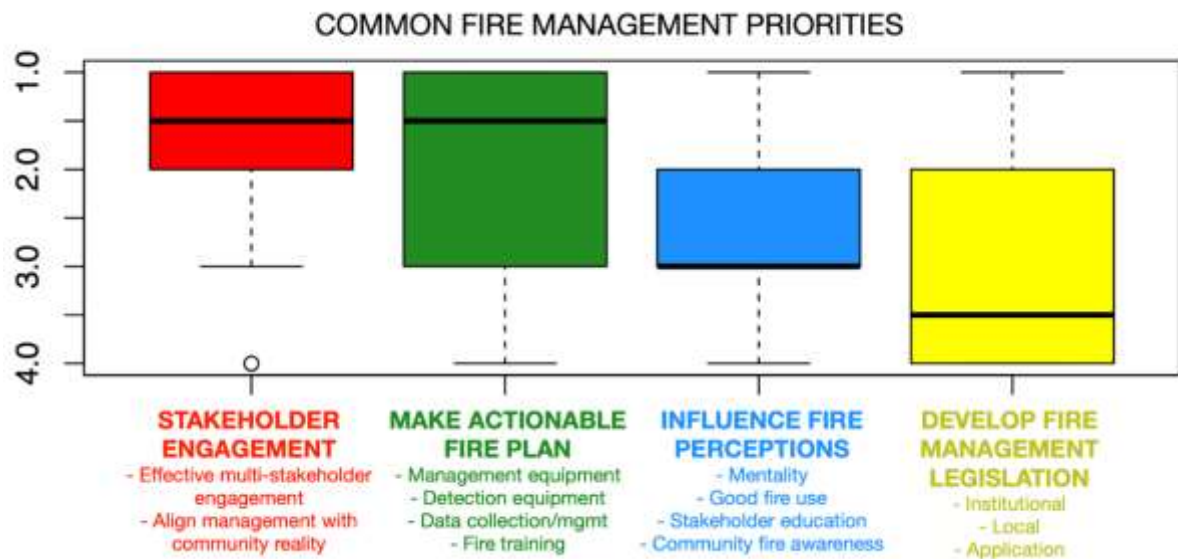 COMMON FIRE MANAGEMENT PRIORITIES
1.0
2.0
3.0
4.0
STAKEHOLDER
ENGAGEMENT
- Effective multi-stakeholder
engagement
- Align management with
community reality
MAKE ACTIONABLE
FIRE PLAN
- Management equipment
- Detection equipment
- Data collection/mgmt
- Fire training
INFLUENCE FIRE
PERCEPTIONS
- Mentality
- Good fire use
- Stakeholder education
- Community fire awareness
DEVELOP FIRE
MANAGEMENT
LEGISLATION
- Institutional
- Local
- Application